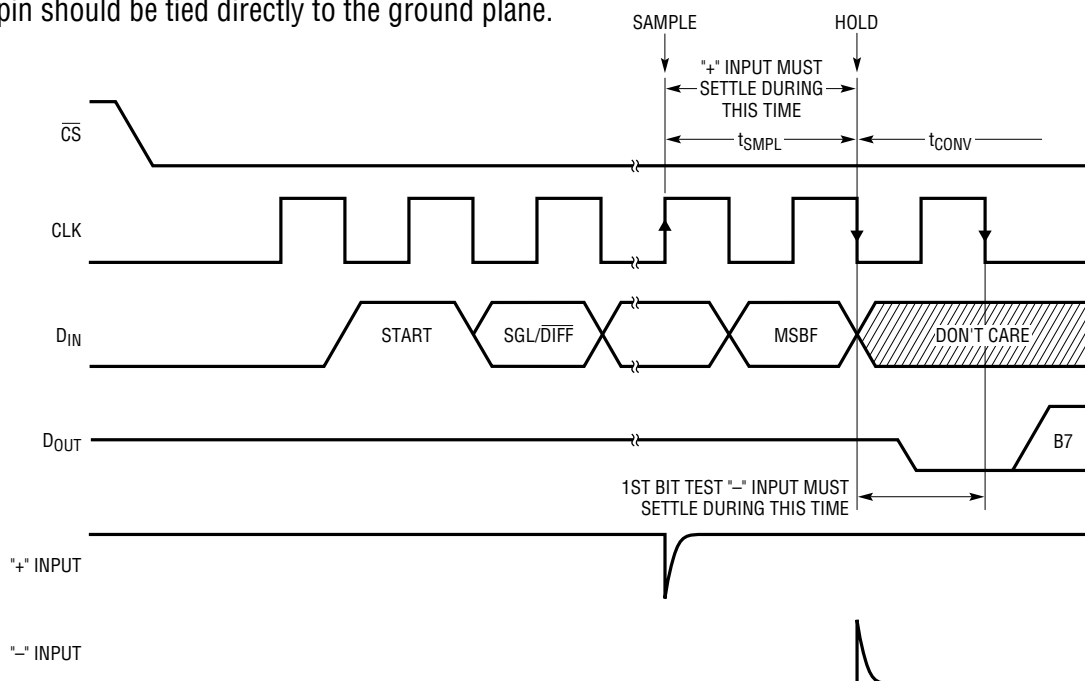 pin should be tied directly to the ground plane.
SAMPLE
HOLD
"+" INPUT MUST
SETTLE DURING
THIS TIME
tSMPL
tCONV
CS
CLK
DIN
START
SGL/DIFF
MSBF
DON'T CARE
DOUT
B7
1ST BIT TEST "–" INPUT MUST
SETTLE DURING THIS TIME
"+" INPUT
"–" INPUT